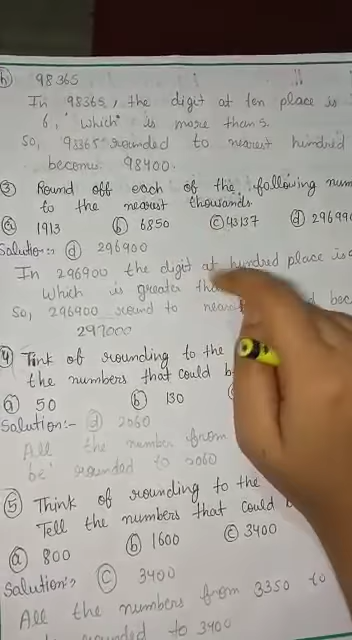 h) 98365
In 98365, the digit at ten place is
6, which is more than 5.
So, 98365 rounded to nearest hundred
become 98400.
③ Round off each of the following num
to the nearest thousands.
ⓐ 1913 ⓑ 6850 ⓒ 43137 ⓓ 29690
Solution:- ⓓ 296900
In 296900 the digit at hundred place is
Which is greater tha
So, 296900 round to neares bec
297000
④ Tink of rounding to the
the numbers that could b
ⓐ 50 ⓑ 130
Solution:- ⓓ 2060
All the number from
be rounded to 2060
⑤ Think of rounding to the
Tell the numbers that could b
ⓐ 800 ⓑ 1600 ⓒ 3400
Solution:- ⓒ 3400
All the numbers from 3350 to
rounded to 3400